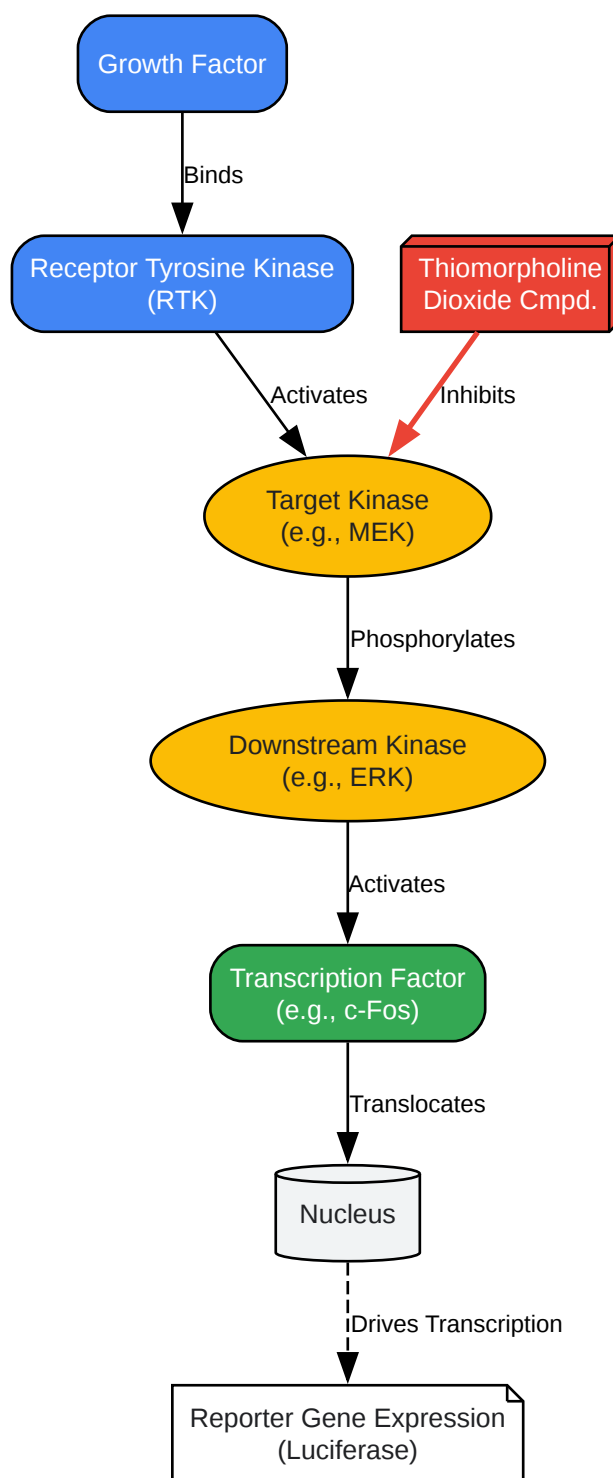 Growth Factor
Binds
Receptor Tyrosine Kinase
(RTK)
Thiomorpholine
Dioxide Cmpd.
Activates
Inhibits
Target Kinase
(e.g., MEK)
Phosphorylates
Downstream Kinase
(e.g., ERK)
Activates
Transcription Factor
(e.g., c-Fos)
Translocates
Nucleus
Drives Transcription
Reporter Gene Expression
(Luciferase)